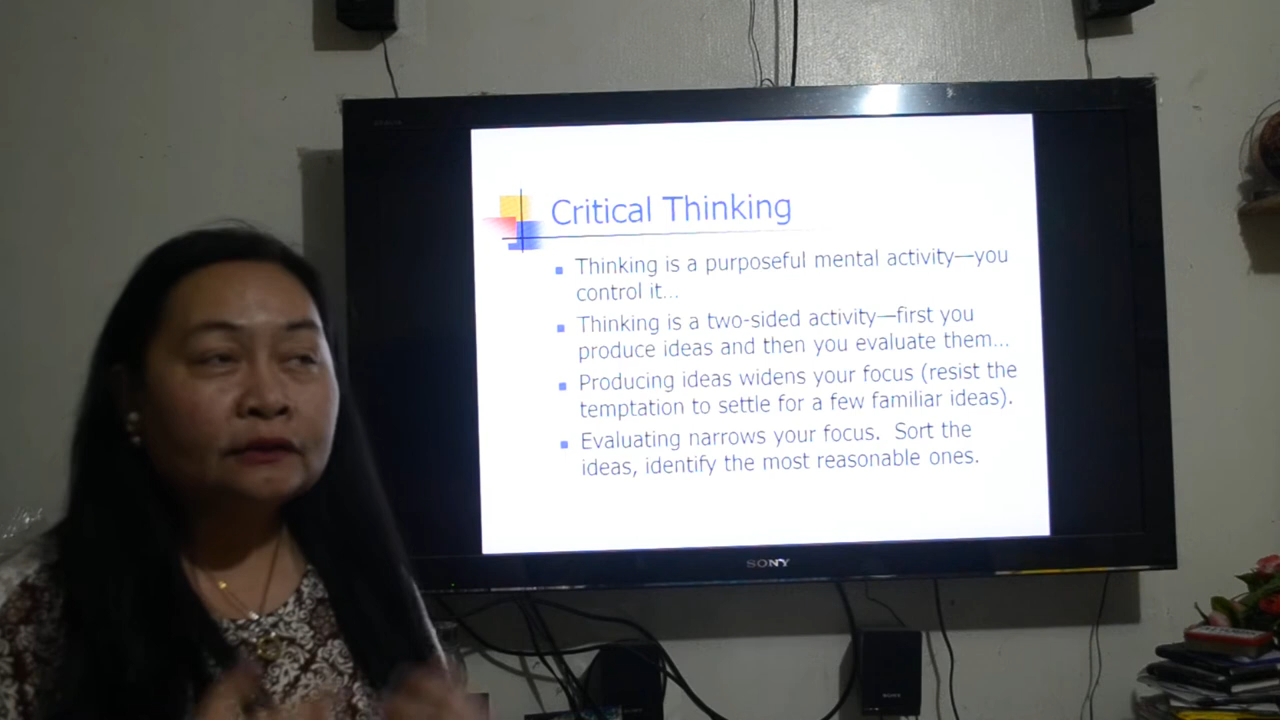 Critical Thinking
Thinking is a purposeful mental activity—you
control it...
Thinking is a two-sided activity—first you
produce ideas and then you evaluate them...
Producing ideas widens your focus (resist the
temptation to settle for a few familiar ideas).
Evaluating narrows your focus. Sort the
ideas, identify the most reasonable ones.
SONY
SONY